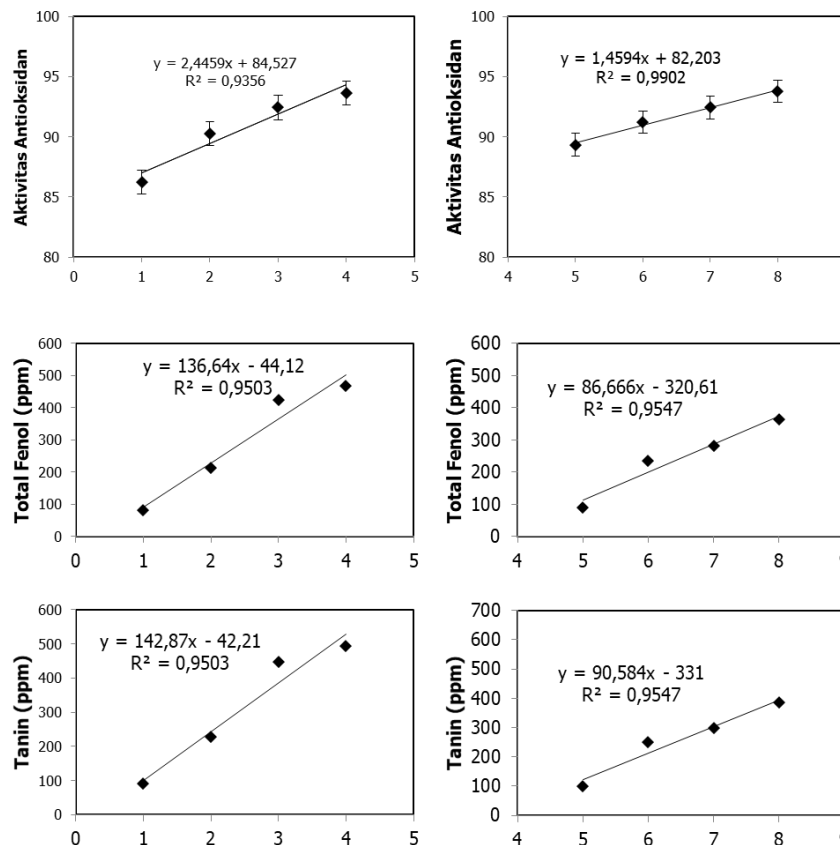 100
95
90
85
80
0 1 2 3 4 5
Aktivitas Antioksidan
y = 2,4459x + 84,527
R² = 0,9356
100
95
90
85
80
4 5 6 7 8
Aktivitas Antioksidan
y = 1,4594x + 82,203
R² = 0,9902
600
500
400
300
200
100
0
0 1 2 3 4 5
Total Fenol (ppm)
y = 136,64x - 44,12
R² = 0,9503
600
500
400
300
200
100
0
4 5 6 7 8
Total Fenol (ppm)
y = 86,666x - 320,61
R² = 0,9547
600
500
400
300
200
100
0
0 1 2 3 4 5
Tanin (ppm)
y = 142,87x - 42,21
R² = 0,9503
700
600
500
400
300
200
100
0
4 5 6 7 8
Tanin (ppm)
y = 90,584x - 331
R² = 0,9547